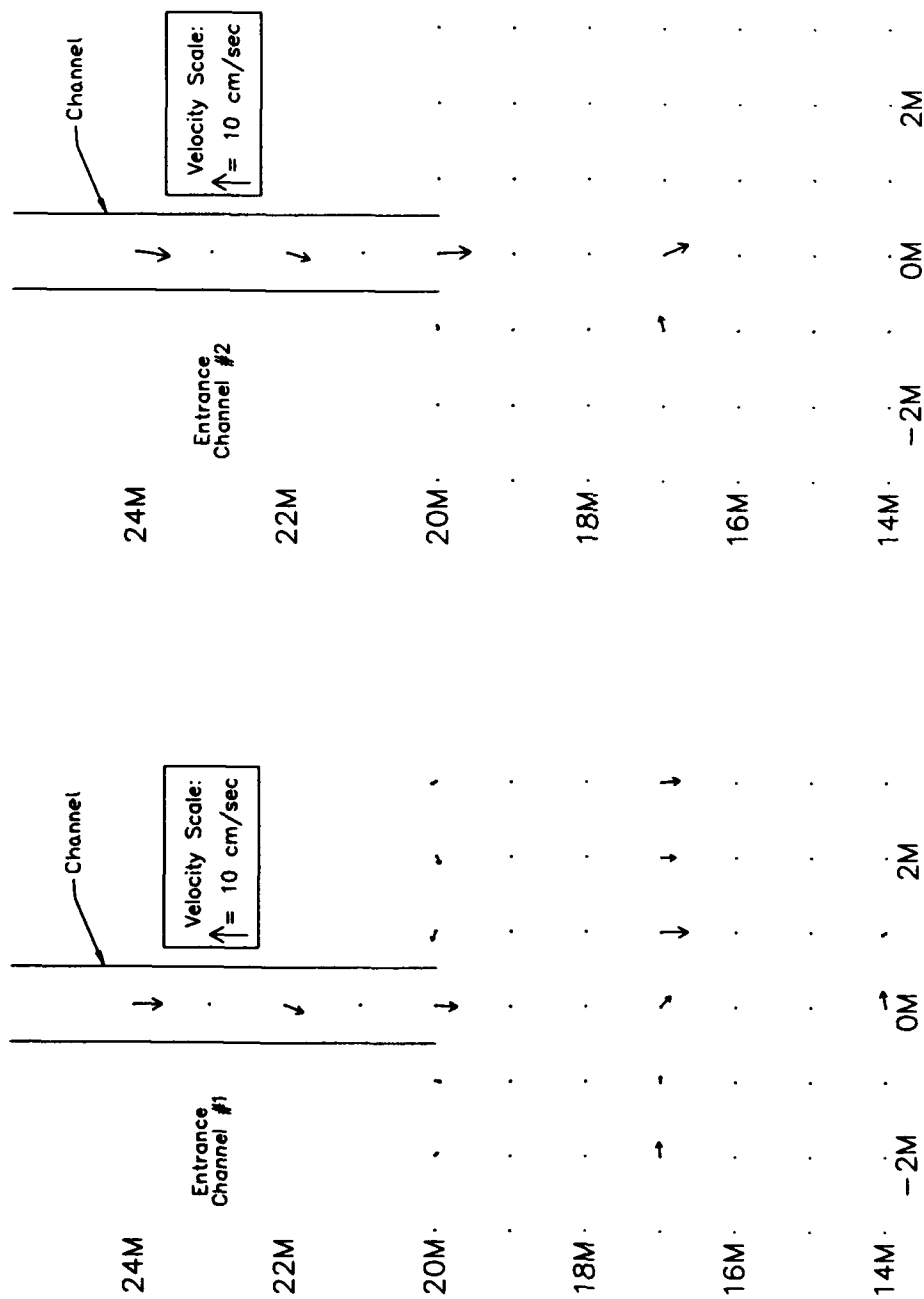 Channel
Velocity Scale:
= 10 cm/sec
Entrance
Channel #2
24M
22M
20M
18M
16M
14M
-2M
0M
2M
Channel
Velocity Scale:
= 10 cm/sec
Entrance
Channel #1
24M
22M
20M
18M
16M
14M
-2M
0M
2M